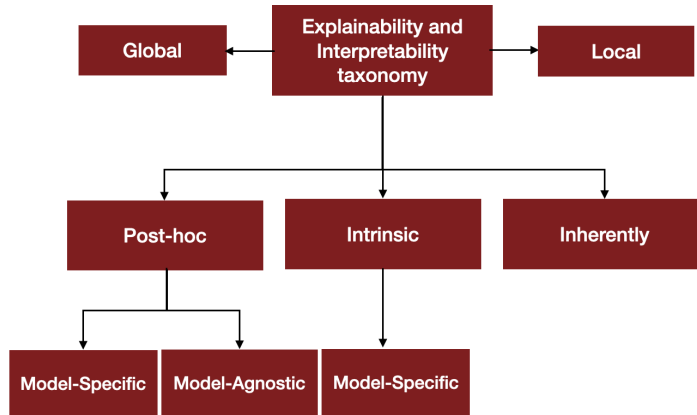 Explainability and
Interpretability
taxonomy
Global
Local
Post-hoc
Intrinsic
Inherently
Model-Specific
Model-Agnostic
Model-Specific